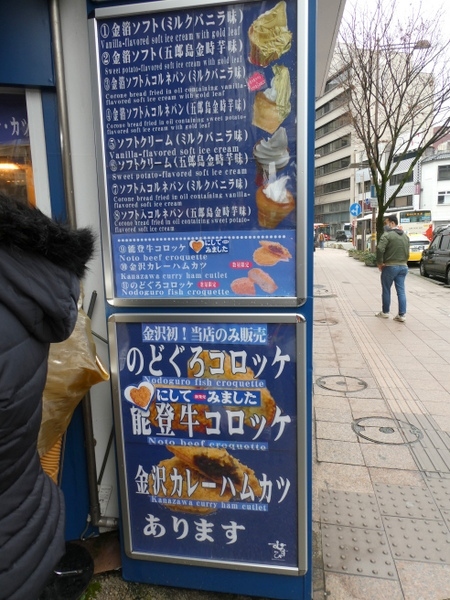 ①金箔ソフト(ミルクバニラ味)
Vanilla-flavored soft ice cream with gold leaf
②金箔ソフト(五郎島金時芋味)
Sweet potato-flavored soft ice cream with gold leaf
③金箔ソフト入コルネパン(ミルクバニラ味)
Corone bread fried in oil containing vanilla-
flavored soft ice cream with gold leaf
④金箔ソフト入コルネパン(五郎島金時芋味)
Corone bread fried in oil containing sweet potato-
flavored soft ice cream with gold leaf
⑤ソフトクリーム(ミルクバニラ味)
Vanilla-flavored soft ice cream
⑥ソフトクリーム(五郎島金時芋味)
Sweet potato-flavored soft ice cream
⑦ソフト入コルネパン(ミルクバニラ味)
Corone bread fried in oil containing vanilla-
flavored soft ice cream
⑧ソフト入コルネパン(五郎島金時芋味)
Corone bread fried in oil containing sweet potato-
flavored soft ice cream
⑨能登牛コロッケ
にして
みました
Noto beef croquette
⑩金沢カレーハムカツ
Kanazawa curry ham cutlet
⑪のどぐろコロッケ
Nodoguro fish croquette
金沢初!当店のみ販売
のどぐろコロッケ
Nodoguro fish croquette
にして
みました
能登牛コロッケ
Noto beef croquette
金沢カレーハムカツ
Kanazawa curry ham cutlet
あります